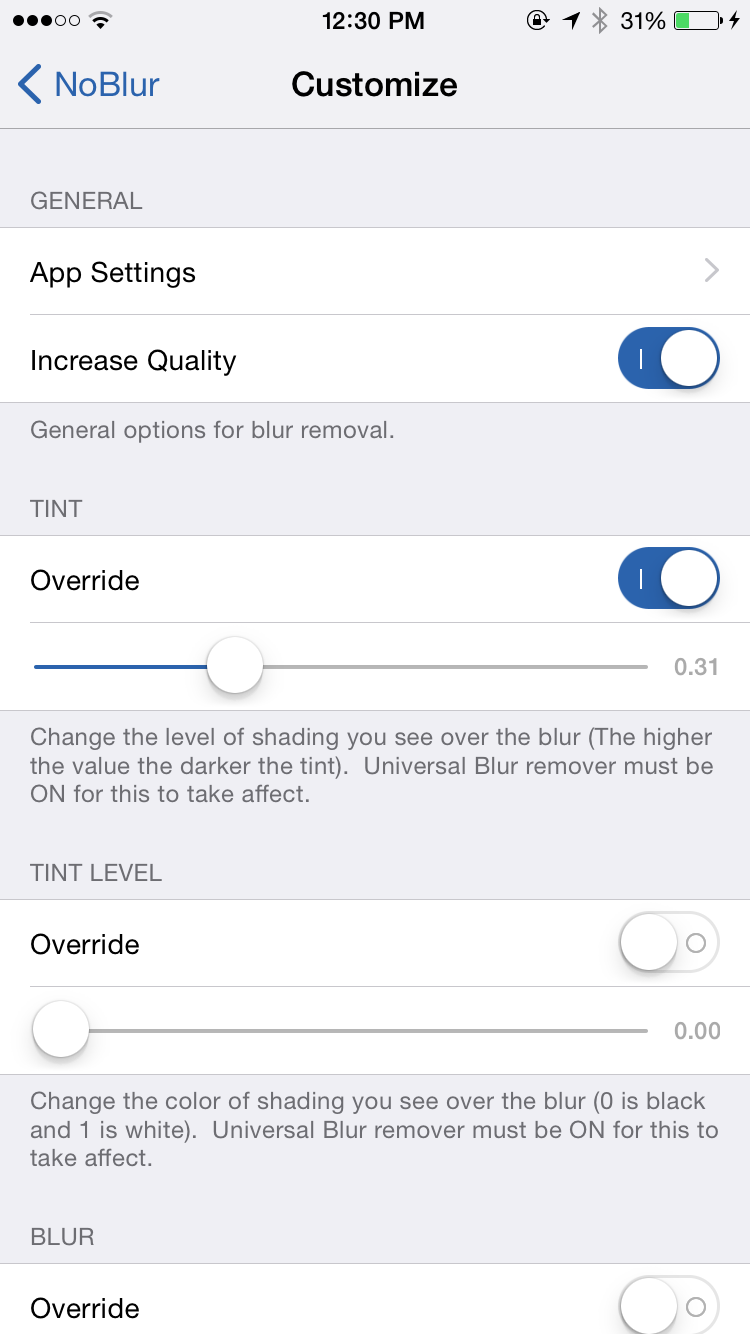 12:30 PM 31%
NoBlur Customize
GENERAL
App Settings
Increase Quality
General options for blur removal.
TINT
Override
0.31
Change the level of shading you see over the blur (The higher
the value the darker the tint).  Universal Blur remover must be
ON for this to take affect.
TINT LEVEL
Override
0.00
Change the color of shading you see over the blur (0 is black
and 1 is white).  Universal Blur remover must be ON for this to
take affect.
BLUR
Override